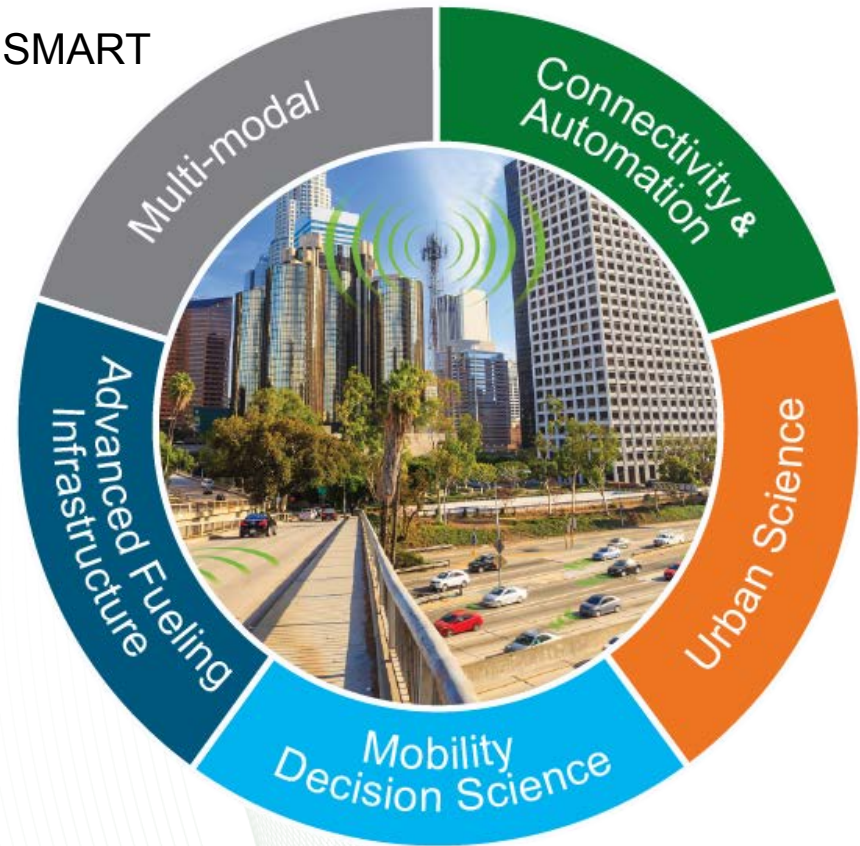 SMART
Multi-modal
Connectivity &
Automation
Urban Science
Mobility
Decision Science
Advanced Fueling
Infrastructure